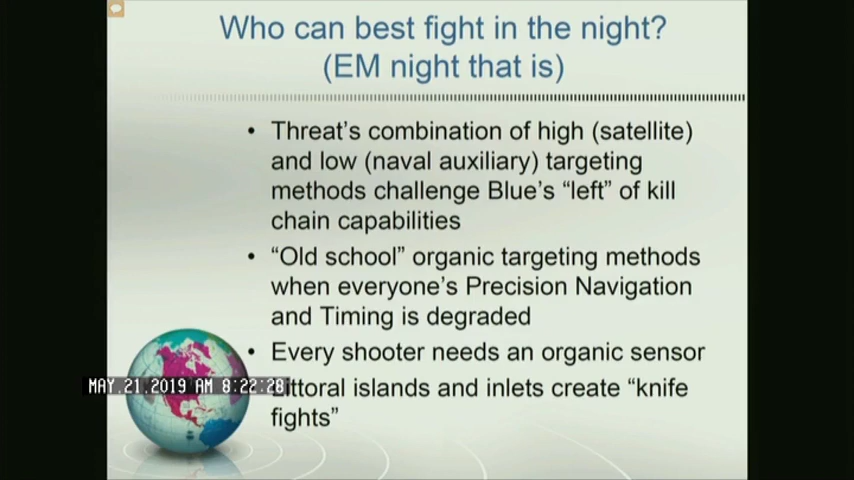 Who can best fight in the night?
(EM night that is)
• Threat's combination of high (satellite)
and low (naval auxiliary) targeting
methods challenge Blue's “left” of kill
chain capabilities
• “Old school” organic targeting methods
when everyone's Precision Navigation
and Timing is degraded
• Every shooter needs an organic sensor
MAY.21.2019 AM 8:22:28
Littoral islands and inlets create “knife
fights”